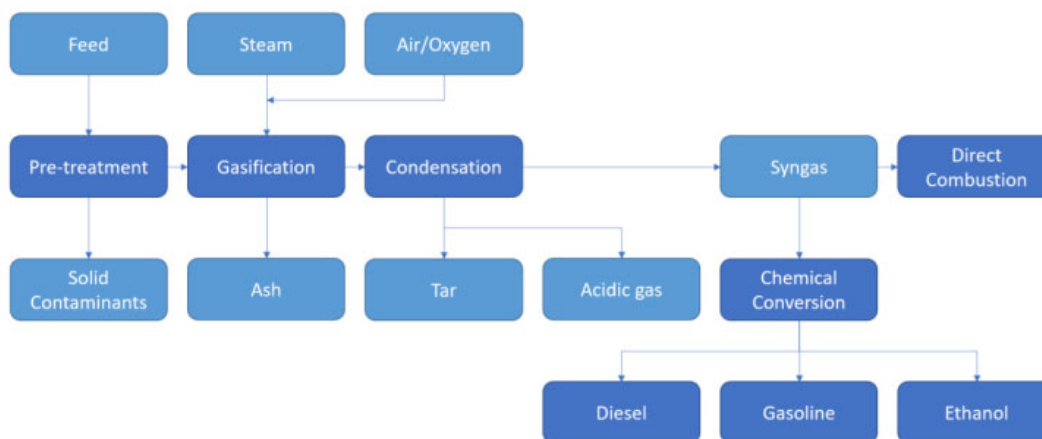 Feed
Steam
Air/Oxygen
Pre-treatment
Gasification
Condensation
Syngas
Direct
Combustion
Solid
Contaminants
Ash
Tar
Acidic gas
Chemical
Conversion
Diesel
Gasoline
Ethanol